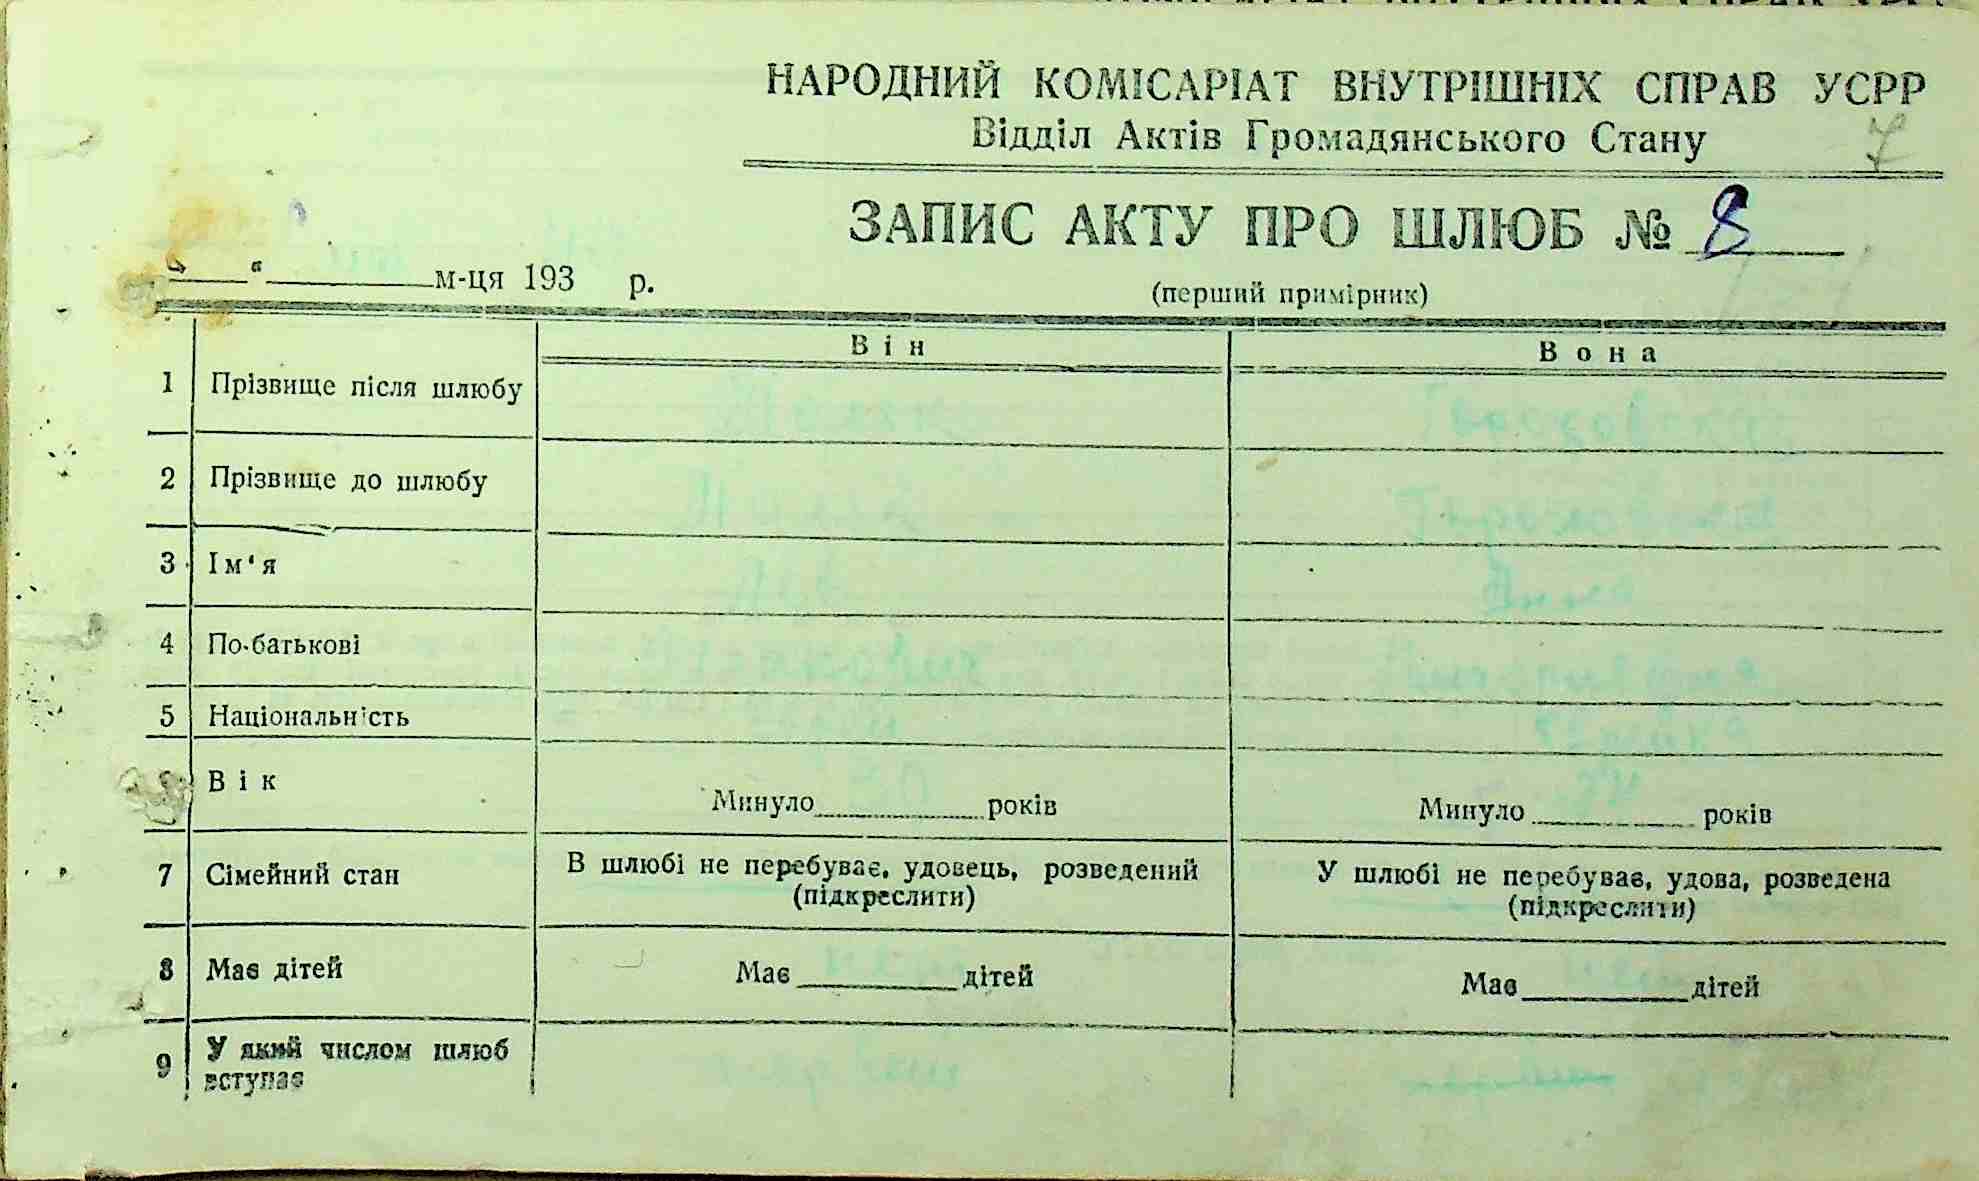 НАРОДНИЙ КОМІСАРІАТ ВНУТРІШНІХ СПРАВ УСРР
Відділ Актів Громадянського Стану
7
ЗАПИС АКТУ ПРО ШЛЮБ № 8
„ “ м-ця 193 р.
(перший примірник)
Він
Вона
1 Прізвище після шлюбу
2 Прізвище до шлюбу
3 Ім‘я
4 По-батькові
5 Національність
Вік Минуло років Минуло років
7 Сімейний стан В шлюбі не перебуває, удовець, розведений У шлюбі не перебуває, удова, розведена
(підкреслити) (підкреслити)
8 Має дітей Має дітей Має дітей
9 У який числом шлюб
вступає